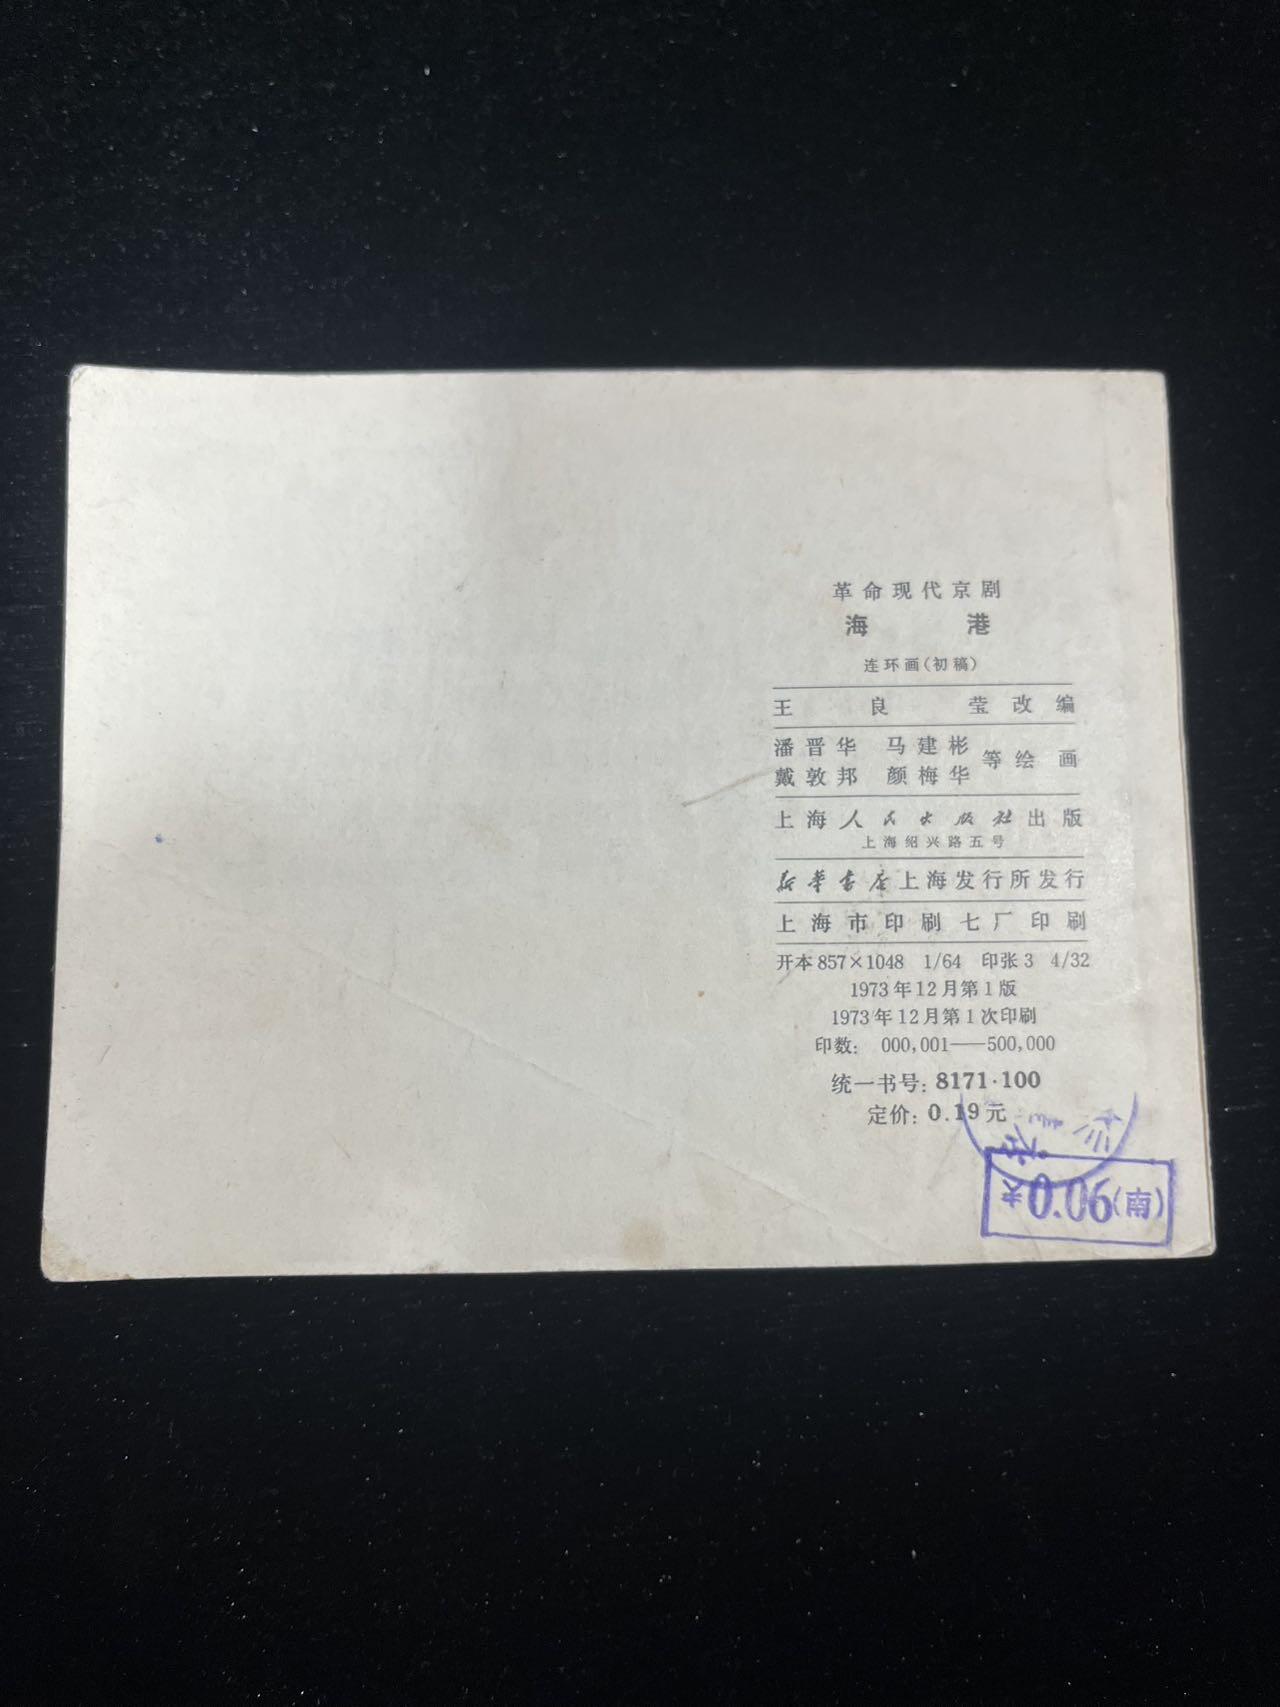 革命现代京剧
海港
连环画(初稿)
王良莹改编
潘晋华 马建彬
戴敦邦 颜梅华 等绘画
上海人民出版社出版
上海绍兴路五号
新华书店上海发行所发行
上海市印刷七厂印刷
开本 857×1048 1/64 印张 3 4/32
1973年12月第1版
1973年12月第1次印刷
印数: 000,001——500,000
统一书号: 8171·100
定价: 0.19元
0.06(南)